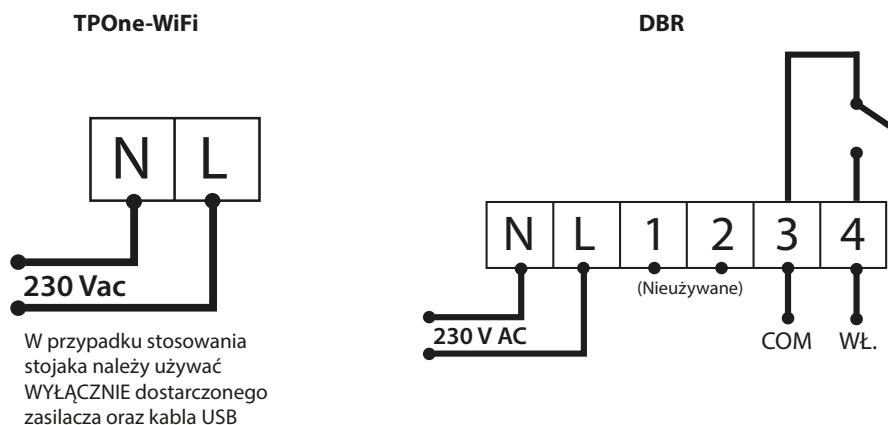 TPOne-WiFi
N L
230 Vac
W przypadku stosowania
stojaka należy używać
WYŁĄCZNIE dostarczonego
zasilacza oraz kabla USB
DBR
N L 1 2 3 4
(Nieużywane)
230 V AC
COM WŁ.